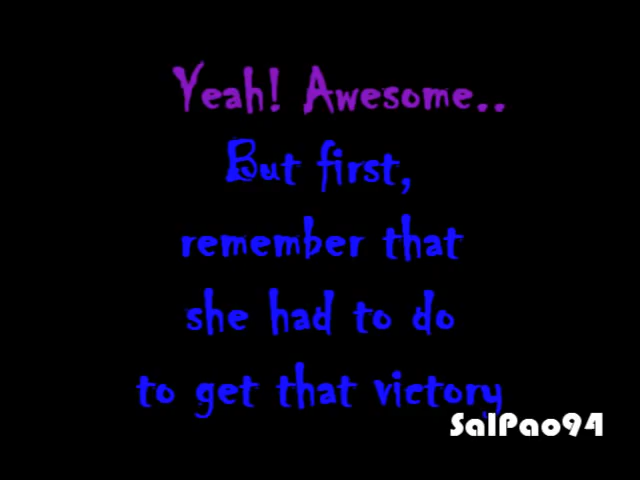 Yeah! Awesome..
But first,
remember that
she had to do
to get that victory
SalPao94